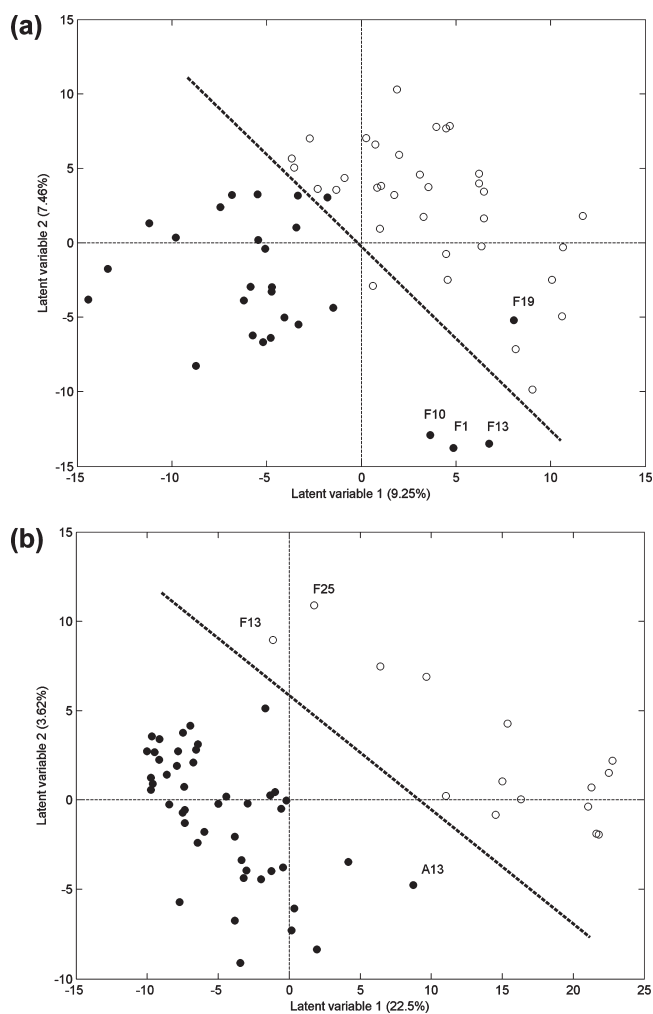 (a)
15
10
5
0
-5
-10
-15
Latent variable 2 (7.46%)
F19
F10
F1
F13
-15
-10
-5
0
5
10
15
Latent variable 1 (9.25%)
(b)
15
10
5
0
-5
-10
Latent variable 2 (3.62%)
F25
F13
A13
-15
-10
-5
0
5
10
15
20
25
Latent variable 1 (22.5%)